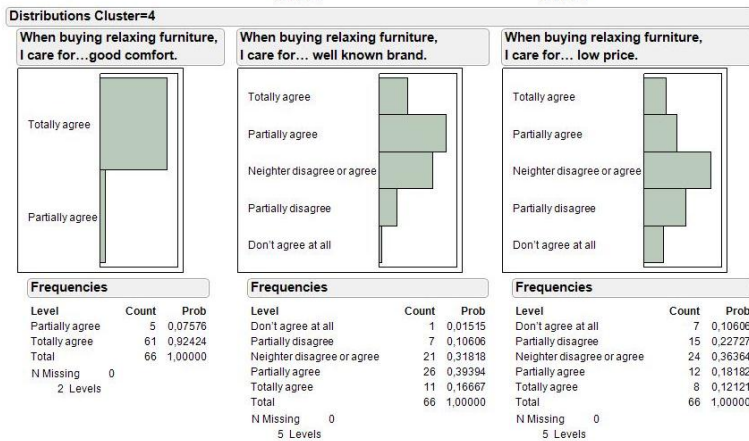 Distributions Cluster=4
When buying relaxing furniture,
I care for…good comfort.
Totally agree
Partially agree
Frequencies
Level Count Prob
Partially agree 5 0,07576
Totally agree 61 0,92424
Total 66 1,00000
N Missing 0
2 Levels
When buying relaxing furniture,
I care for… well known brand.
Totally agree
Partially agree
Neighter disagree or agree
Partially disagree
Don't agree at all
Frequencies
Level Count Prob
Don't agree at all 1 0,01515
Partially disagree 7 0,10606
Neighter disagree or agree 21 0,31818
Partially agree 26 0,39394
Totally agree 11 0,16667
Total 66 1,00000
N Missing 0
5 Levels
When buying relaxing furniture,
I care for… low price.
Totally agree
Partially agree
Neighter disagree or agree
Partially disagree
Don't agree at all
Frequencies
Level Count Prob
Don't agree at all 7 0,10606
Partially disagree 15 0,22727
Neighter disagree or agree 24 0,36364
Partially agree 12 0,18182
Totally agree 8 0,12121
Total 66 1,00000
N Missing 0
5 Levels